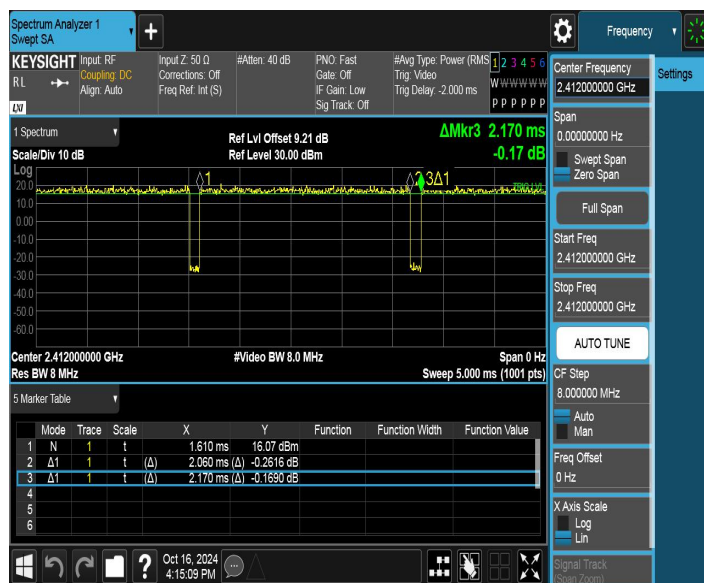 Spectrum Analyzer 1
Swept SA
+
Frequency
KEYSIGHT
RL
LXI
Input: RF
Coupling: DC
Align: Auto
Input Z: 50 Ω
Corrections: Off
Freq Ref: Int (S)
#Atten: 40 dB
PNO: Fast
Gate: Off
IF Gain: Low
Sig Track: Off
#Avg Type: Power (RMS
Trig: Video
Trig Delay: -2.000 ms
1 2 3 4 5 6
W W W W W W
P P P P P P
Center Frequency
2.412000000 GHz
Settings
Span
0.00000000 Hz
Swept Span
Zero Span
Full Span
Start Freq
2.412000000 GHz
Stop Freq
2.412000000 GHz
AUTO TUNE
CF Step
8.000000 MHz
Auto
Man
Freq Offset
0 Hz
X Axis Scale
Log
Lin
Signal Track
(Span Zoom)
1 Spectrum
Scale/Div 10 dB
Ref Lvl Offset 9.21 dB
Ref Level 30.00 dBm
ΔMkr3 2.170 ms
-0.17 dB
Log
1
3Δ1
TRIG LVL
20.0
10.0
0.00
-10.0
-20.0
-30.0
-40.0
-50.0
-60.0
Center 2.412000000 GHz
Res BW 8 MHz
#Video BW 8.0 MHz
Span 0 Hz
Sweep 5.000 ms (1001 pts)
5 Marker Table
Mode Trace Scale X Y Function Function Width Function Value
1 N 1 t 1.610 ms 16.07 dBm
2 Δ1 1 t (Δ) 2.060 ms (Δ) -0.2616 dB
3 Δ1 1 t (Δ) 2.170 ms (Δ) -0.1690 dB
4
5
6
?
Oct 16, 2024
4:15:09 PM